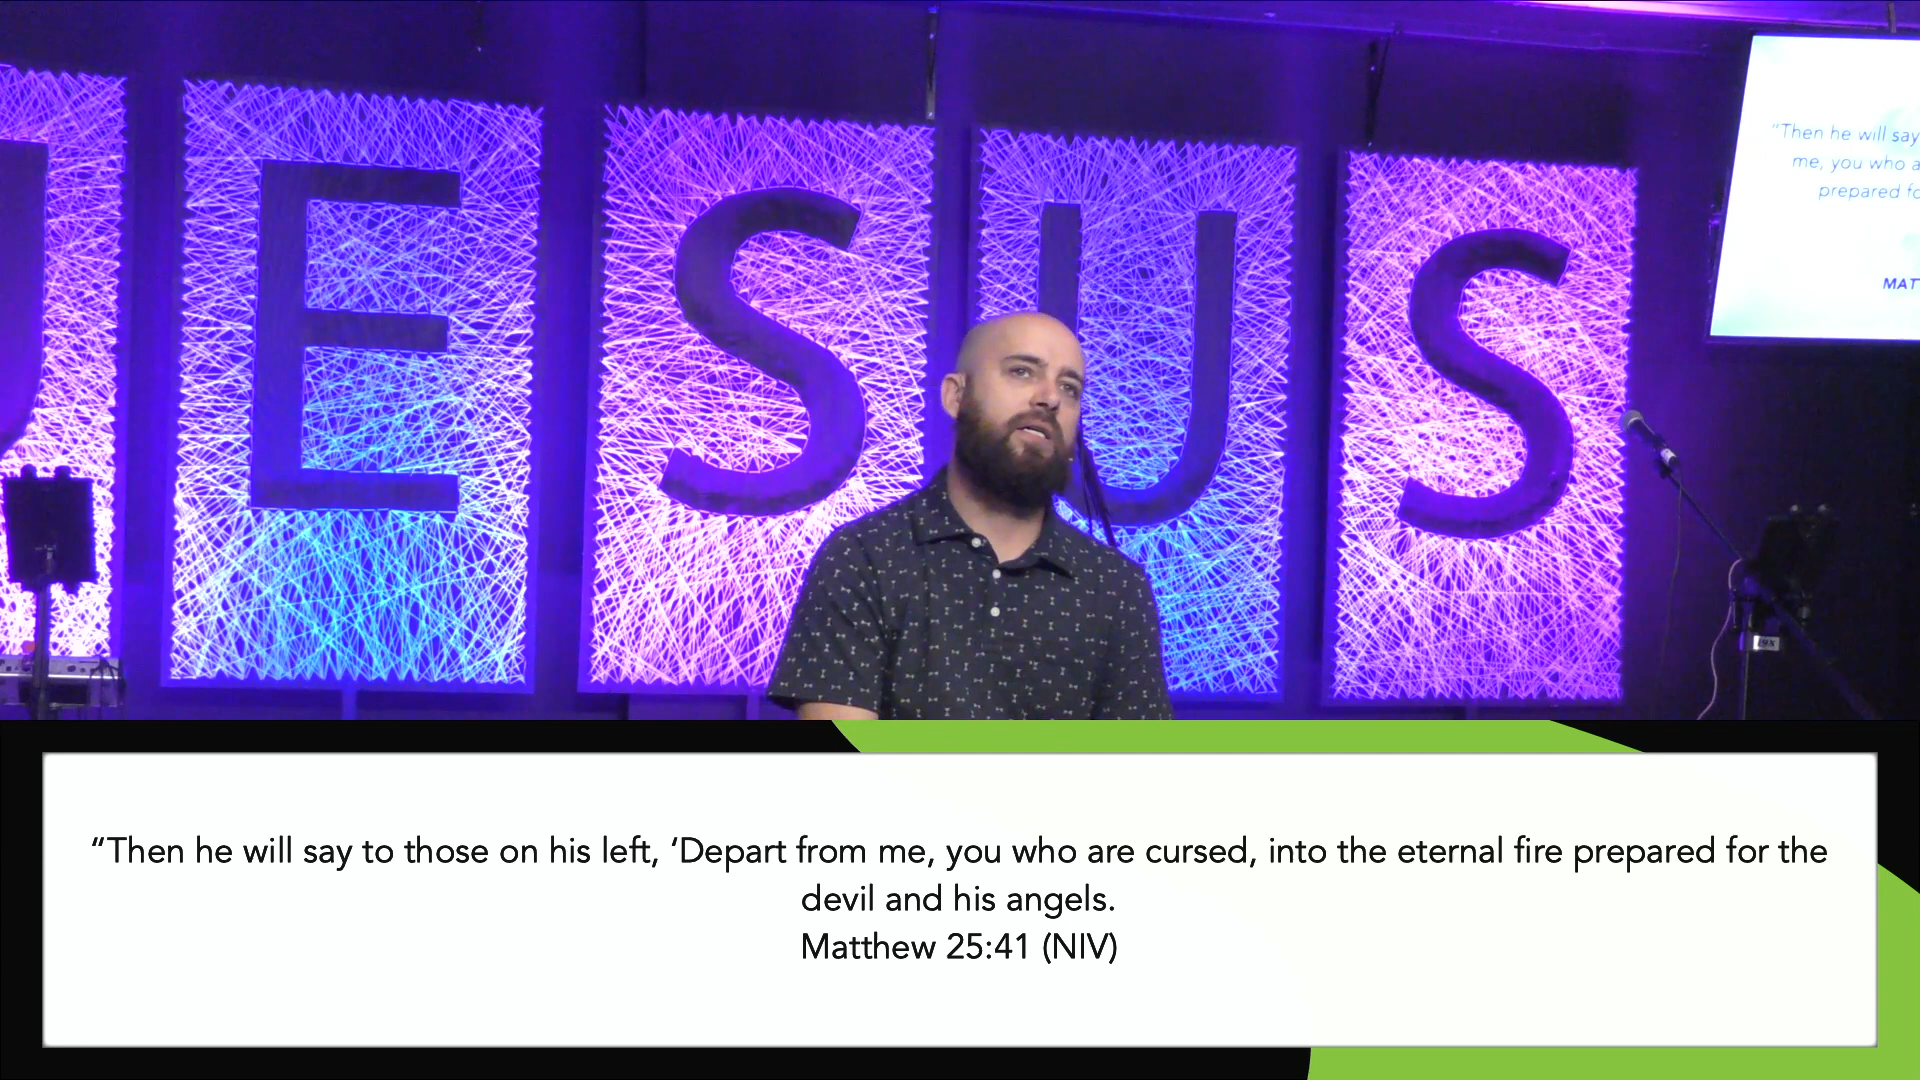 JESUS
“Then he will say
me, you who a
prepared fo
MAT
“Then he will say to those on his left, ‘Depart from me, you who are cursed, into the eternal fire prepared for the
devil and his angels.
Matthew 25:41 (NIV)